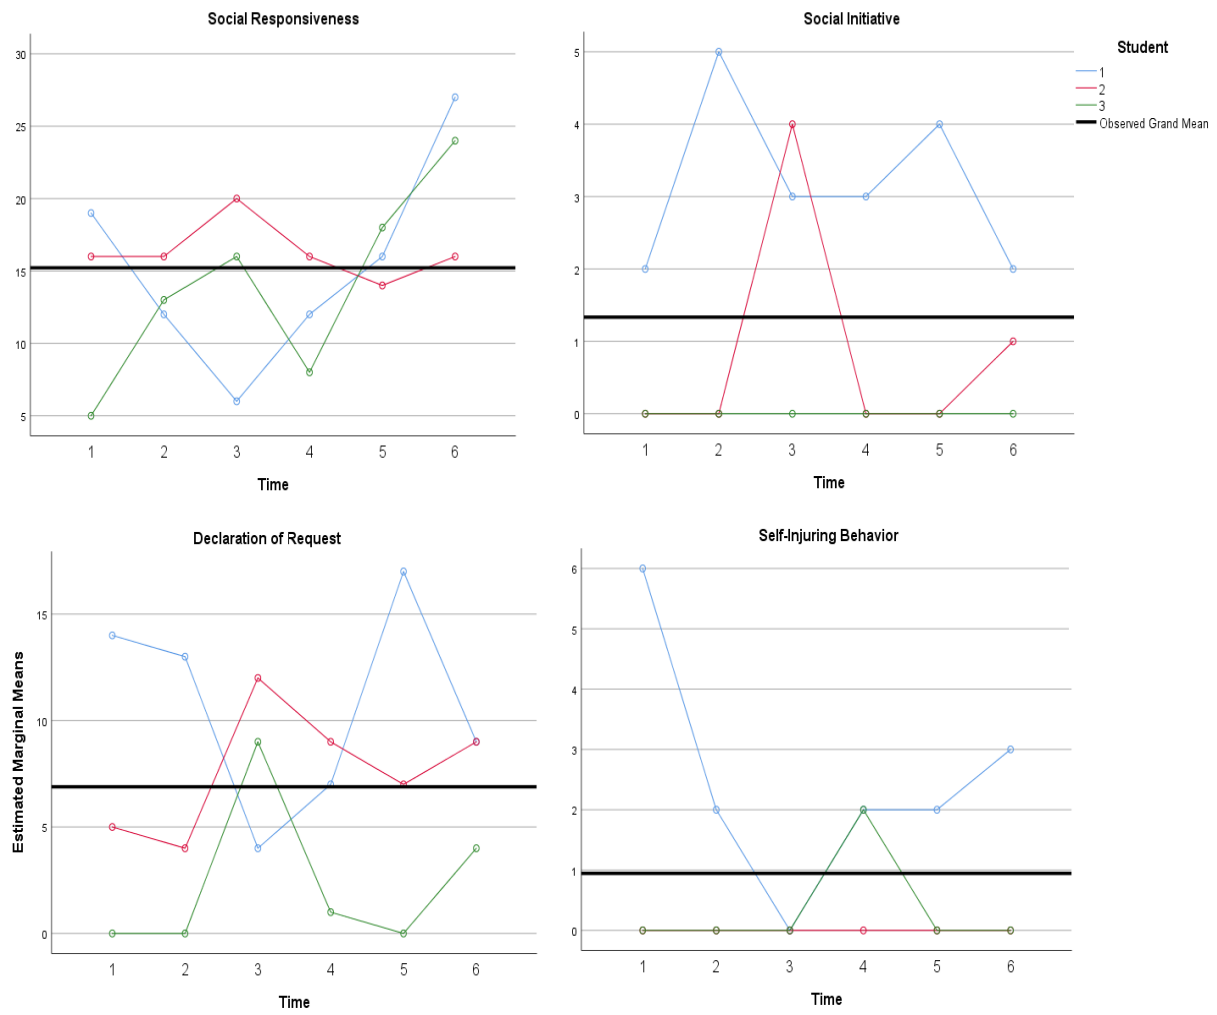 Social Responsiveness
30
25
20
15
10
5
1 2 3 4 5 6
Time
Social Initiative
5
4
3
2
1
0
1 2 3 4 5 6
Time
Student
1
2
3
Observed Grand Mean
Declaration of Request
Estimated Marginal Means
15
10
5
0
1 2 3 4 5 6
Time
Self-Injuring Behavior
6
5
4
3
2
1
0
1 2 3 4 5 6
Time